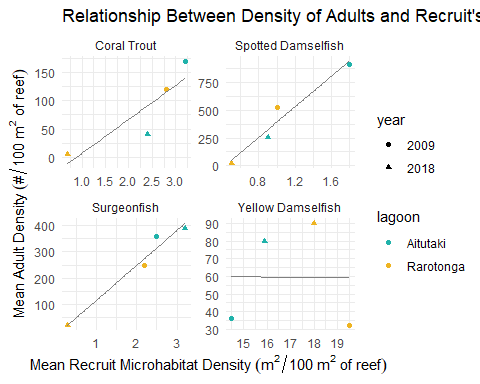 Relationship Between Density of Adults and Recruit's
Coral Trout
Spotted Damselfish
150
100
50
0
1.0 1.5 2.0 2.5 3.0
750
500
250
0
0.8 1.2 1.6
Surgeonfish
Yellow Damselfish
400
300
200
100
1 2 3
90
80
70
60
50
40
30
15 16 17 18 19
Mean Adult Density (#/100 m² of reef)
Mean Recruit Microhabitat Density (m²/100 m² of reef)
year
2009
2018
lagoon
Aitutaki
Rarotonga